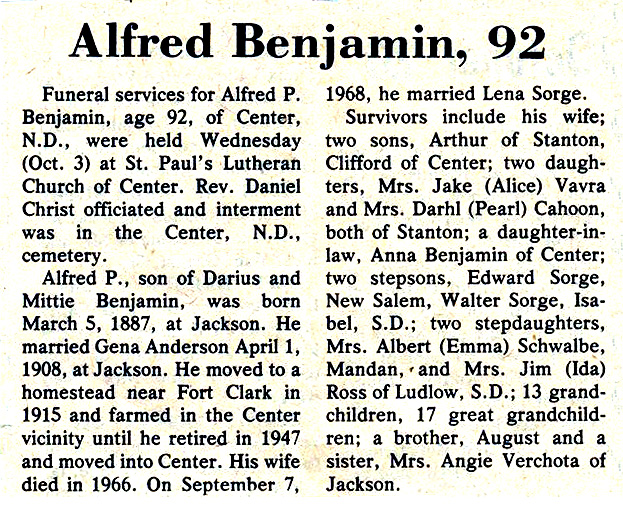 Alfred Benjamin, 92
Funeral services for Alfred P.
Benjamin, age 92, of Center,
N.D., were held Wednesday
(Oct. 3) at St. Paul's Lutheran
Church of Center. Rev. Daniel
Christ officiated and interment
was in the Center, N.D.,
cemetery.
Alfred P., son of Darius and
Mittie Benjamin, was born
March 5, 1887, at Jackson. He
married Gena Anderson April 1,
1908, at Jackson. He moved to a
homestead near Fort Clark in
1915 and farmed in the Center
vicinity until he retired in 1947
and moved into Center. His wife
died in 1966. On September 7,
1968, he married Lena Sorge.
Survivors include his wife;
two sons, Arthur of Stanton,
Clifford of Center; two daugh-
ters, Mrs. Jake (Alice) Vavra
and Mrs. Darhl (Pearl) Cahoon,
both of Stanton; a daughter-in-
law, Anna Benjamin of Center;
two stepsons, Edward Sorge,
New Salem, Walter Sorge, Isa-
bel, S.D.; two stepdaughters,
Mrs. Albert (Emma) Schwalbe,
Mandan, and Mrs. Jim (Ida)
Ross of Ludlow, S.D.; 13 grand-
children, 17 great grandchild-
ren; a brother, August and a
sister, Mrs. Angie Verchota of
Jackson.